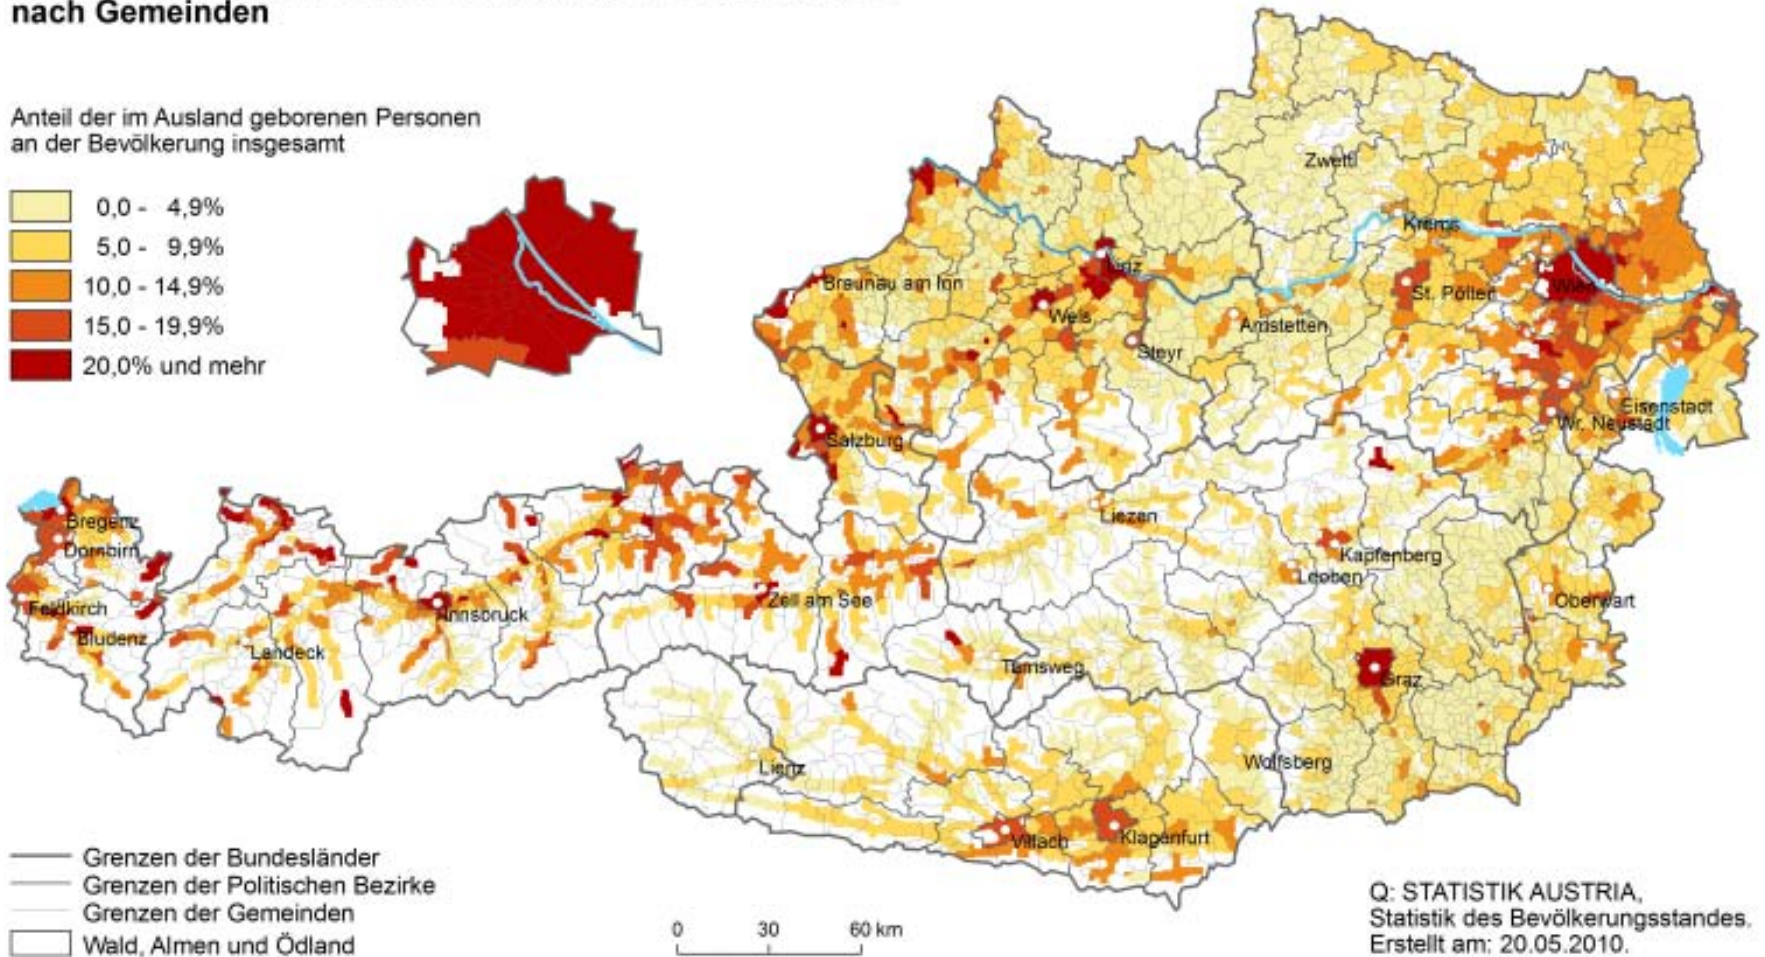 nach Gemeinden
Anteil der im Ausland geborenen Personen
an der Bevölkerung insgesamt
0,0 - 4,9%
5,0 - 9,9%
10,0 - 14,9%
15,0 - 19,9%
20,0% und mehr
Zwettl
Krems
Linz
Braunau am Inn
Wels
St. Pölten
Wien
Amstetten
Steyr
Eisenstadt
Wr. Neustadt
Salzburg
Bregenz
Dornbirn
Liezen
Kapfenberg
Leoben
Feldkirch
Innsbruck
Zell am See
Oberwart
Bludenz
Landeck
Tamsweg
Graz
Lienz
Wolfsberg
Villach
Klagenfurt
Grenzen der Bundesländer
Grenzen der Politischen Bezirke
Grenzen der Gemeinden
Wald, Almen und Ödland
0 30 60 km
Q: STATISTIK AUSTRIA,
Statistik des Bevölkerungsstandes.
Erstellt am: 20.05.2010.